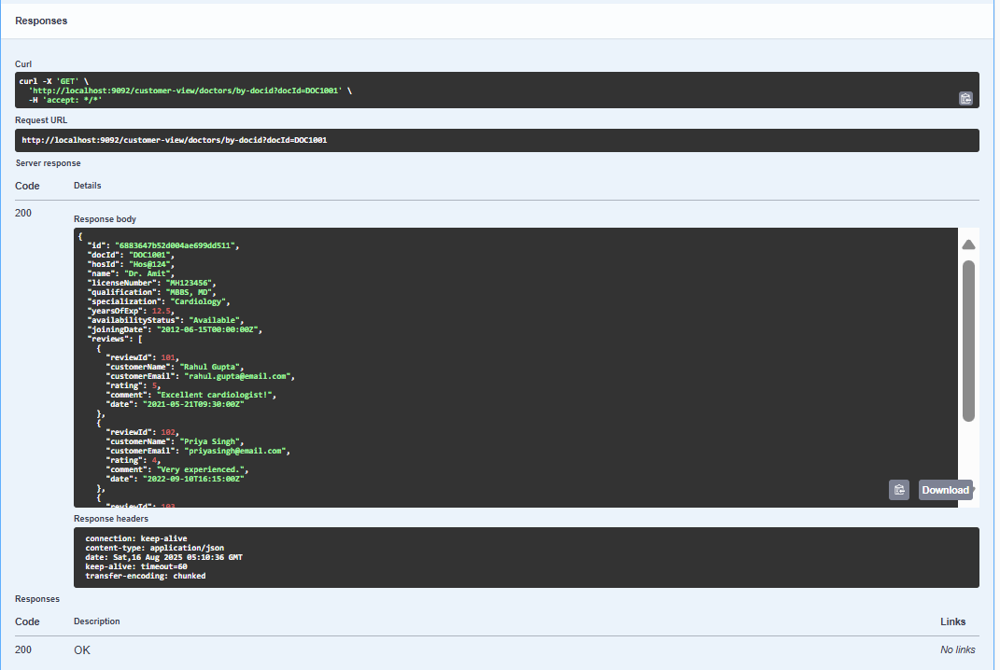 Responses
Curl
curl -X 'GET' \
  'http://localhost:9092/customer-view/doctors/by-docid?docId=DOC1001' \
  -H 'accept: */*'
Request URL
http://localhost:9092/customer-view/doctors/by-docid?docId=DOC1001
Server response
Code Details
200
Response body
{
  "id": "6883647b52d004ae699dd511",
  "docId": "DOC1001",
  "hosId": "Hos@124",
  "name": "Dr. Amit",
  "licenseNumber": "MH123456",
  "qualification": "MBBS, MD",
  "specialization": "Cardiology",
  "yearsOfExp": 12.5,
  "availabilityStatus": "Available",
  "joiningDate": "2012-06-15T00:00:00Z",
  "reviews": [
    {
      "reviewId": 101,
      "customerName": "Rahul Gupta",
      "customerEmail": "rahul.gupta@email.com",
      "rating": 5,
      "comment": "Excellent cardiologist!",
      "date": "2021-05-21T09:30:00Z"
    },
    {
      "reviewId": 102,
      "customerName": "Priya Singh",
      "customerEmail": "priyasingh@email.com",
      "rating": 4,
      "comment": "Very experienced.",
      "date": "2022-09-10T16:15:00Z"
    },
    {
      "reviewId": 103
Download
Response headers
connection: keep-alive
content-type: application/json
date: Sat,16 Aug 2025 05:10:36 GMT
keep-alive: timeout=60
transfer-encoding: chunked
Responses
Code Description Links
200 OK No links